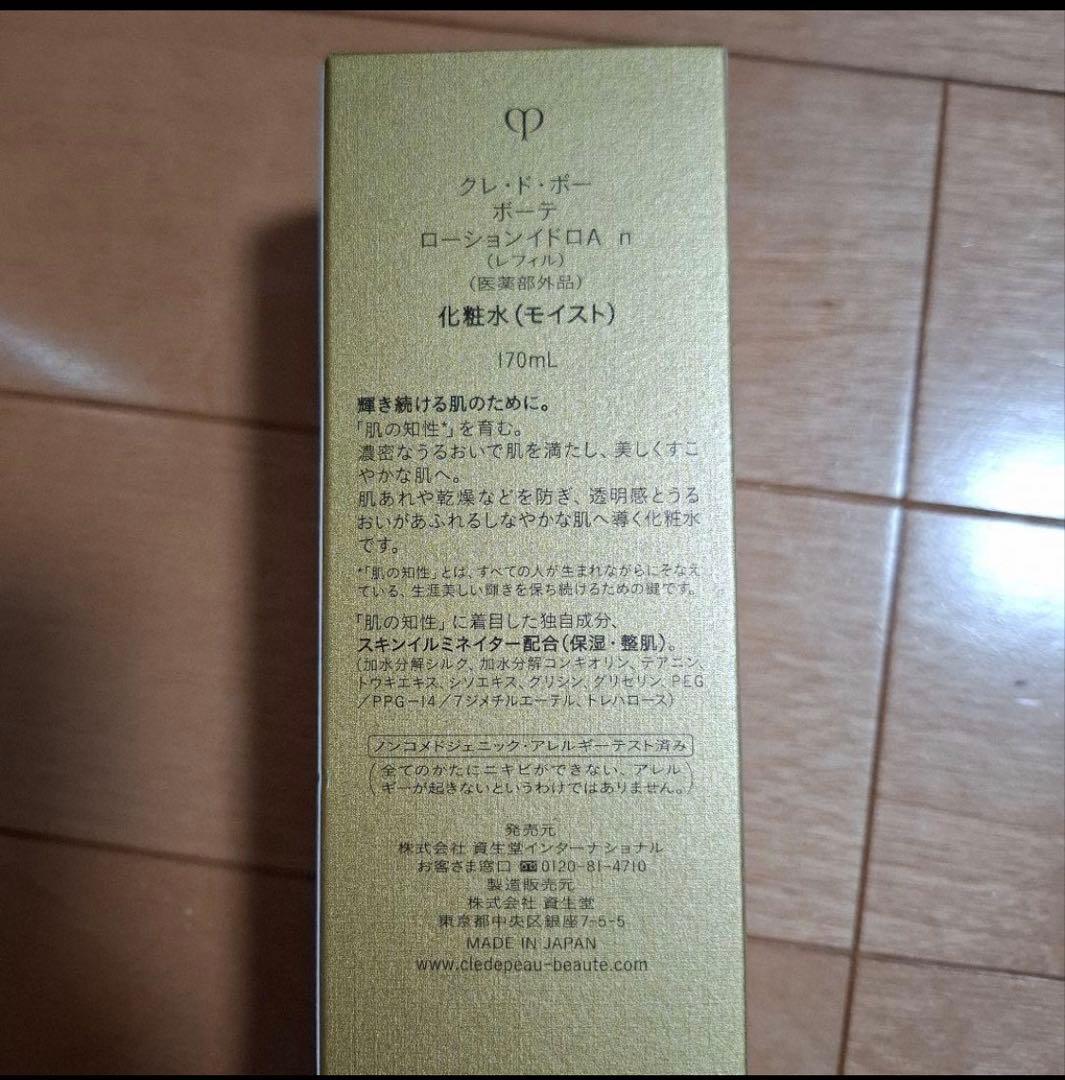 クレ・ド・ポー
ボーテ
ローションイドロA n
(レフィル)
(医薬部外品)
化粧水(モイスト)
170mL
輝き続ける肌のために。
「肌の知性*」を育む。
濃密なうるおいで肌を満たし、美しくすこ
やかな肌へ。
肌あれや乾燥などを防ぎ、透明感とうる
おいがあふれるしなやかな肌へ導く化粧水
です。
*「肌の知性」とは、すべての人が生まれながらにそなえ
ている、生涯美しい輝きを保ち続けるための鍵です。
「肌の知性」に着目した独自成分、
スキンイルミネイター配合(保湿・整肌)。
(加水分解シルク、加水分解コンキオリン、テアニン、
トウキエキス、シソエキス、グリシン、グリセリン、PEG
/PPG-14/7ジメチルエーテル、トレハロース)
ノンコメドジェニック・アレルギーテスト済み
(全てのかたにニキビができない、アレル
ギーが起きないというわけではありません。)
発売元
株式会社 資生堂インターナショナル
お客さま窓口 ☎0120-81-4710
製造販売元
株式会社 資生堂
東京都中央区銀座7-5-5
MADE IN JAPAN
www.cledepeau-beaute.com